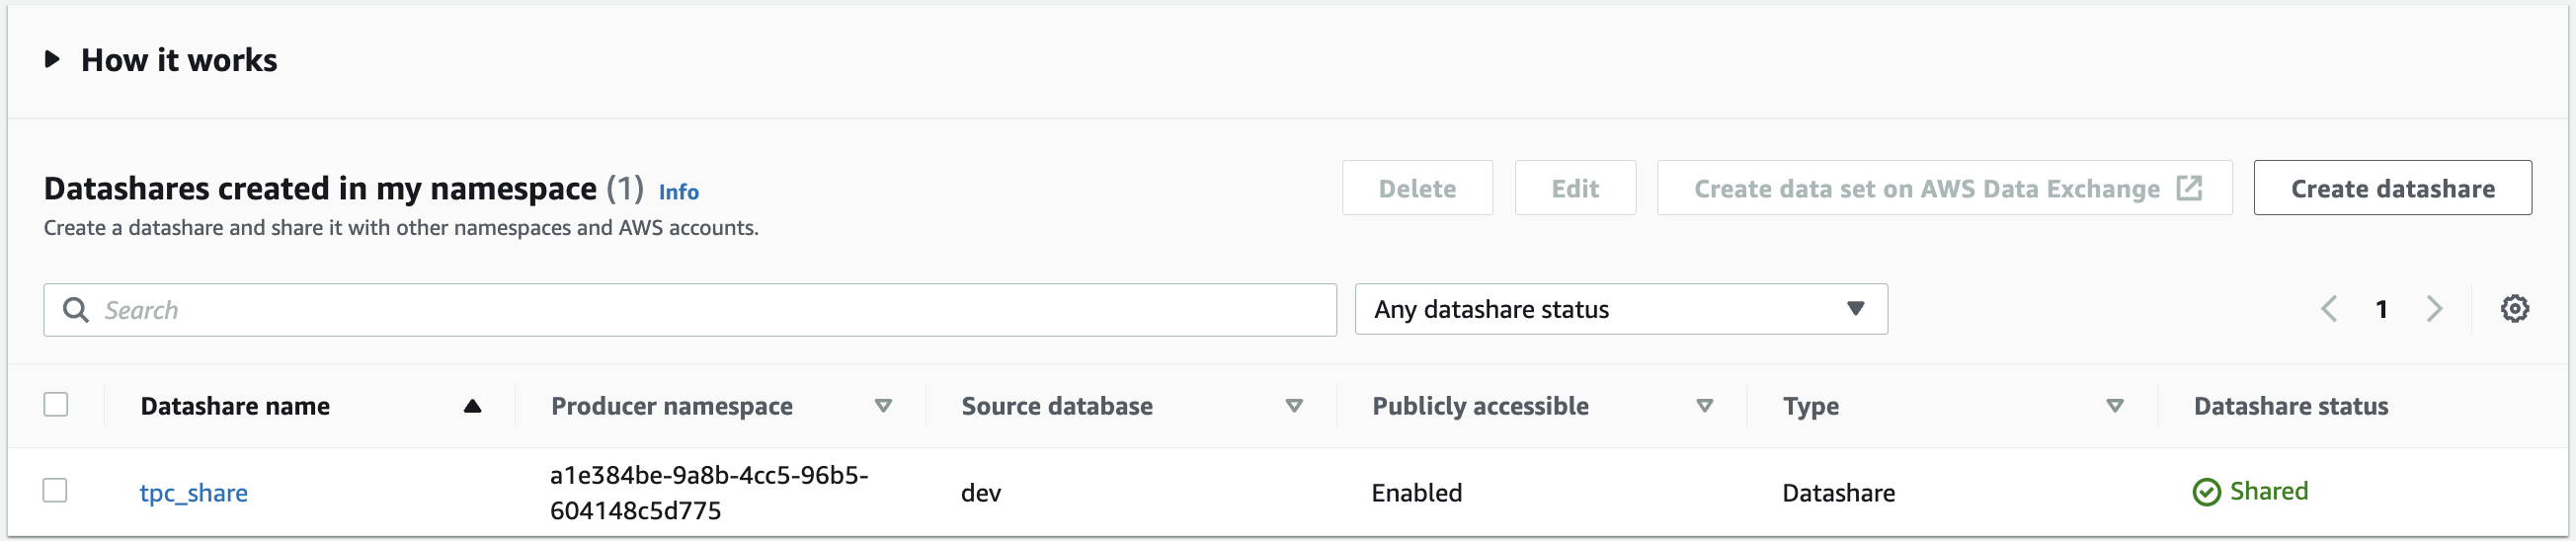 How it works
Datashares created in my namespace (1) Info
Delete Edit Create data set on AWS Data Exchange Create datashare
Create a datashare and share it with other namespaces and AWS accounts.
Search Any datashare status 1
Datashare name Producer namespace Source database Publicly accessible Type Datashare status
tpc_share a1e384be-9a8b-4cc5-96b5- dev Enabled Datashare Shared
604148c5d775